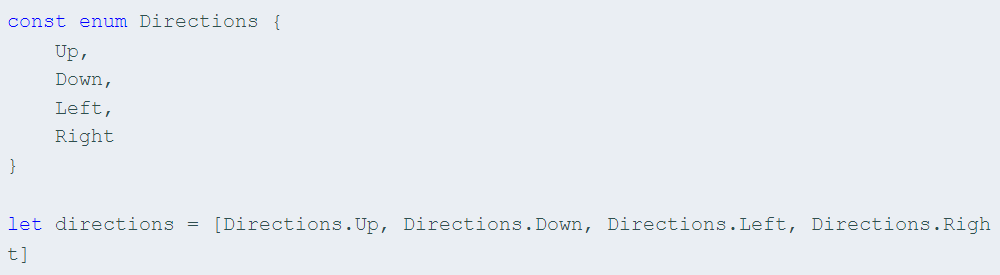 const enum Directions {
    Up,
    Down,
    Left,
    Right
}

let directions = [Directions.Up, Directions.Down, Directions.Left, Directions.Righ
t]